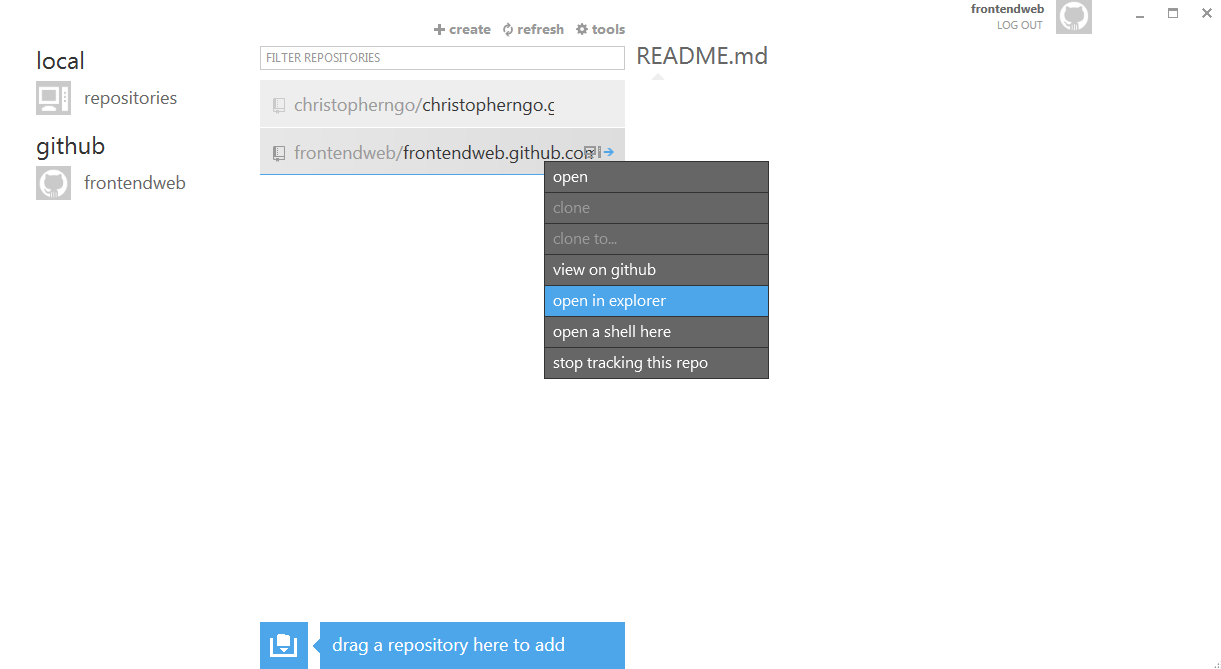 frontendweb
LOG OUT
create refresh tools
local
repositories
github
frontendweb
FILTER REPOSITORIES
christopherngo/christopherngo.g
frontendweb/frontendweb.github.com
README.md
open
clone
clone to...
view on github
open in explorer
open a shell here
stop tracking this repo
drag a repository here to add